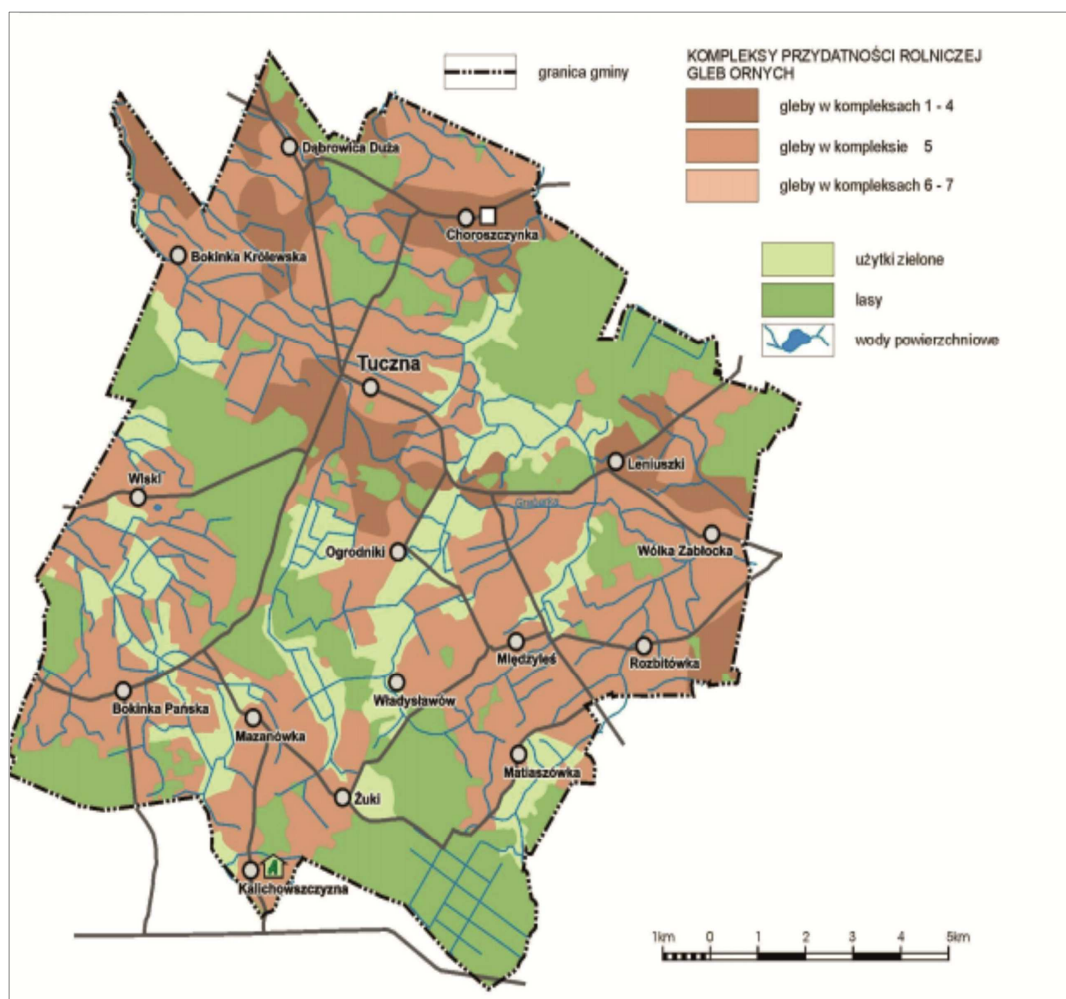 granica gminy
KOMPLEKSY PRZYDATNOŚCI ROLNICZEJ
GLEB ORNYCH
gleby w kompleksach 1 - 4
gleby w kompleksie 5
gleby w kompleksach 6 - 7
użytki zielone
lasy
wody powierzchniowe
Dąbrowica Duża
Choroszczynka
Bokinka Królewska
Tuczna
Leniuszki
Wiski
Grabarka
Ogrodniki
Wólka Zabłocka
Międzyleś
Rozbitówka
Władysławów
Bokinka Pańska
Mazanówka
Matiaszówka
Żuki
Kalichowszczyzna
1km 0 1 2 3 4 5km